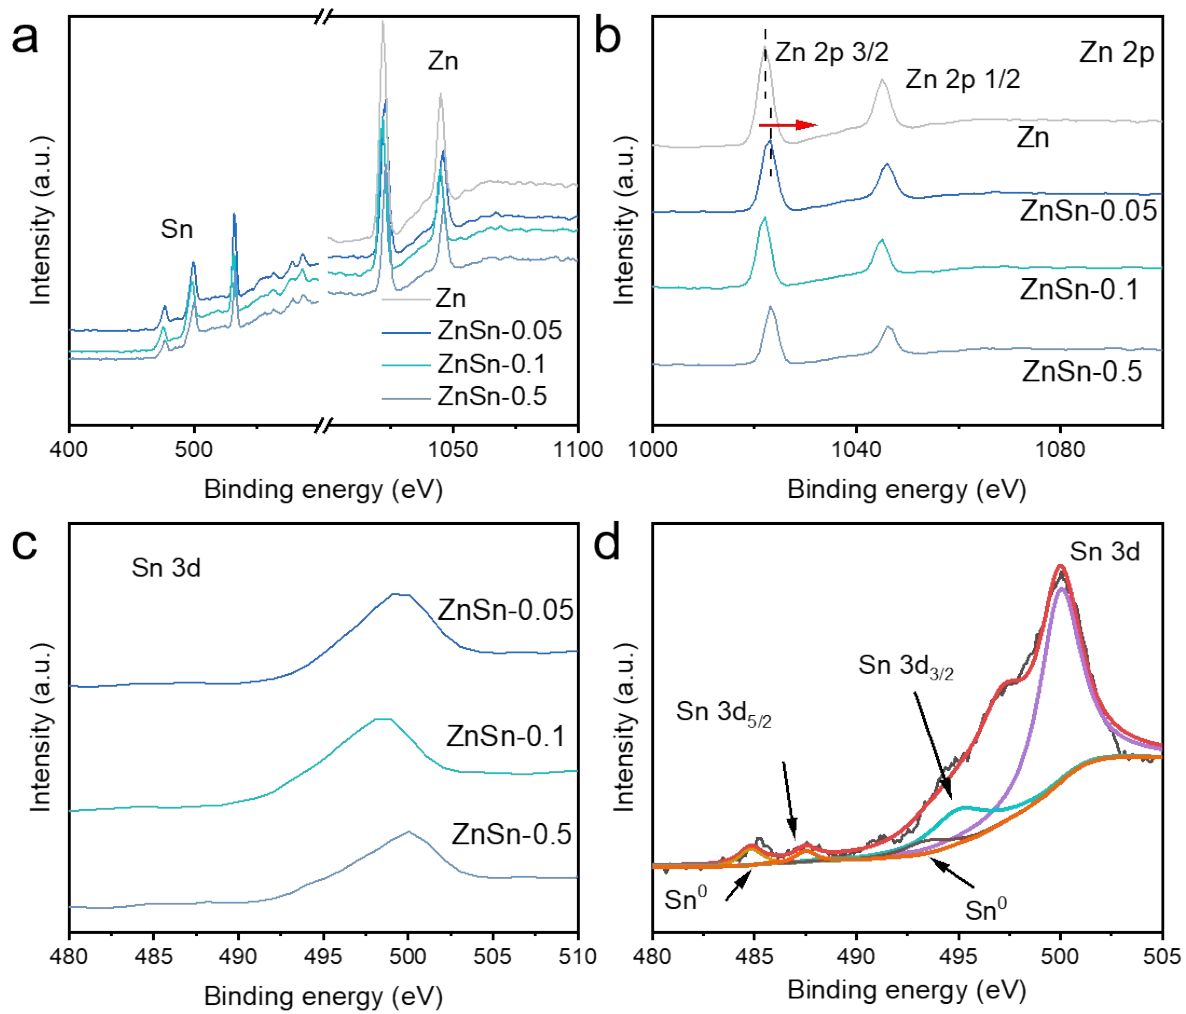 a
Zn
Sn
Zn
ZnSn-0.05
ZnSn-0.1
ZnSn-0.5
Intensity (a.u.)
400
500
1050
1100
Binding energy (eV)
b
Zn 2p 3/2
Zn 2p
Zn 2p 1/2
Zn
ZnSn-0.05
ZnSn-0.1
ZnSn-0.5
Intensity (a.u.)
1000
1040
1080
Binding energy (eV)
c
Sn 3d
ZnSn-0.05
ZnSn-0.1
ZnSn-0.5
Intensity (a.u.)
480
485
490
495
500
505
510
Binding energy (eV)
d
Sn 3d
Sn 3d3/2
Sn 3d5/2
Sn0
Sn0
Intensity (a.u.)
480
485
490
495
500
505
Binding energy (eV)